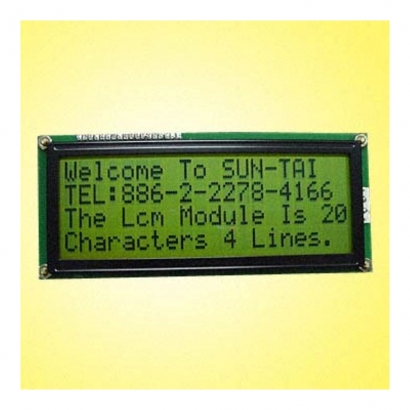 Welcome To SUN-TAI
TEL:886-2-2278-4166
The Lcm Module Is 20
Characters 4 Lines.